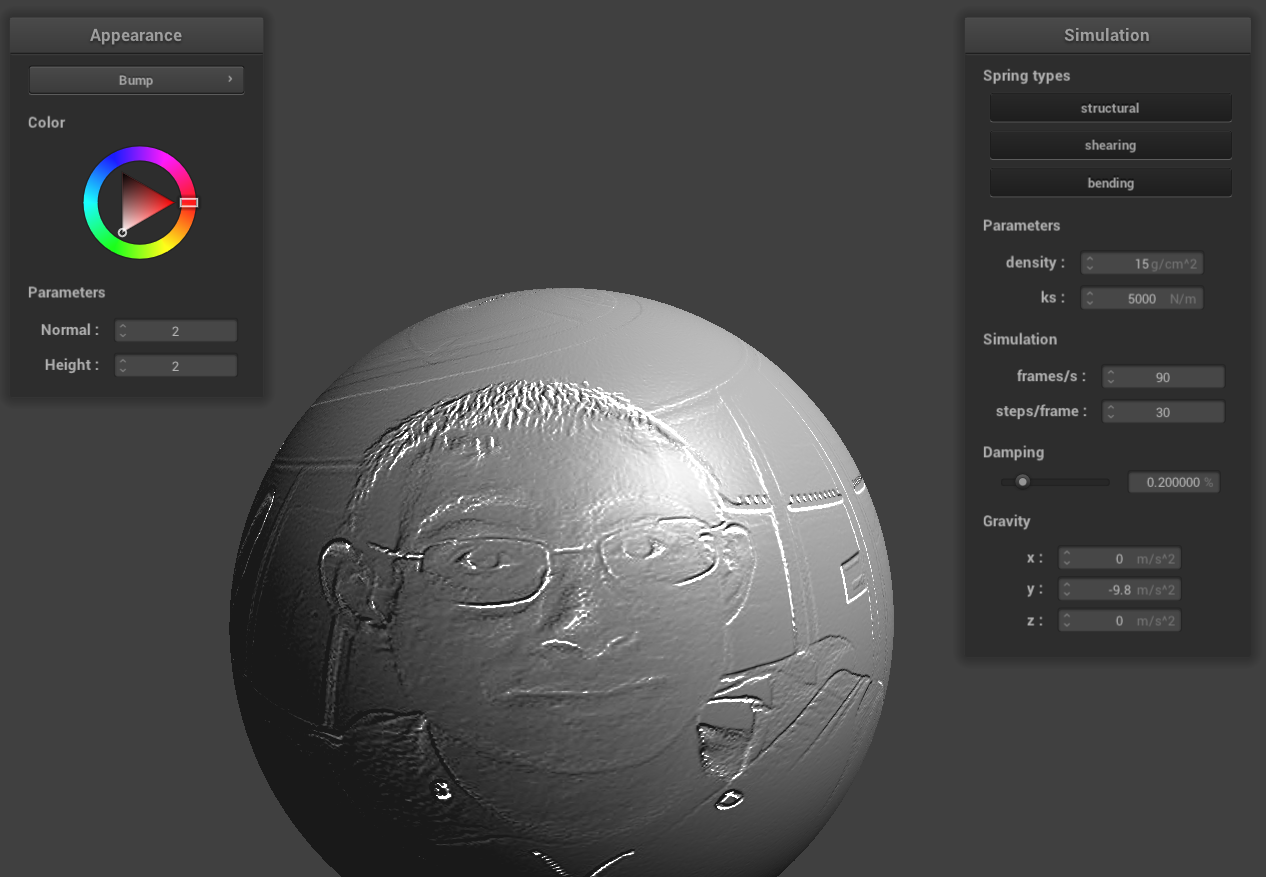 Appearance
Bump
Color
Parameters
Normal : 2
Height : 2
Simulation
Spring types
structural
shearing
bending
Parameters
density : 15 g/cm^2
ks : 5000 N/m
Simulation
frames/s : 90
steps/frame : 30
Damping
0.200000 %
Gravity
x : 0 m/s^2
y : -9.8 m/s^2
z : 0 m/s^2